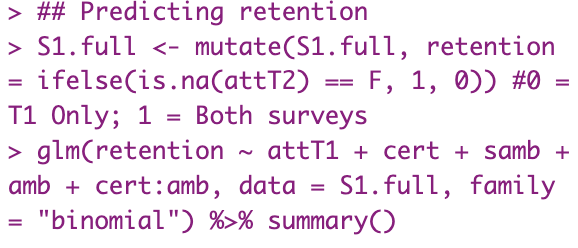 > ## Predicting retention
> S1.full <- mutate(S1.full, retention
= ifelse(is.na(attT2) == F, 1, 0)) #0 =
T1 Only; 1 = Both surveys
> glm(retention ~ attT1 + cert + samb +
amb + cert:amb, data = S1.full, family
= "binomial") %>% summary()